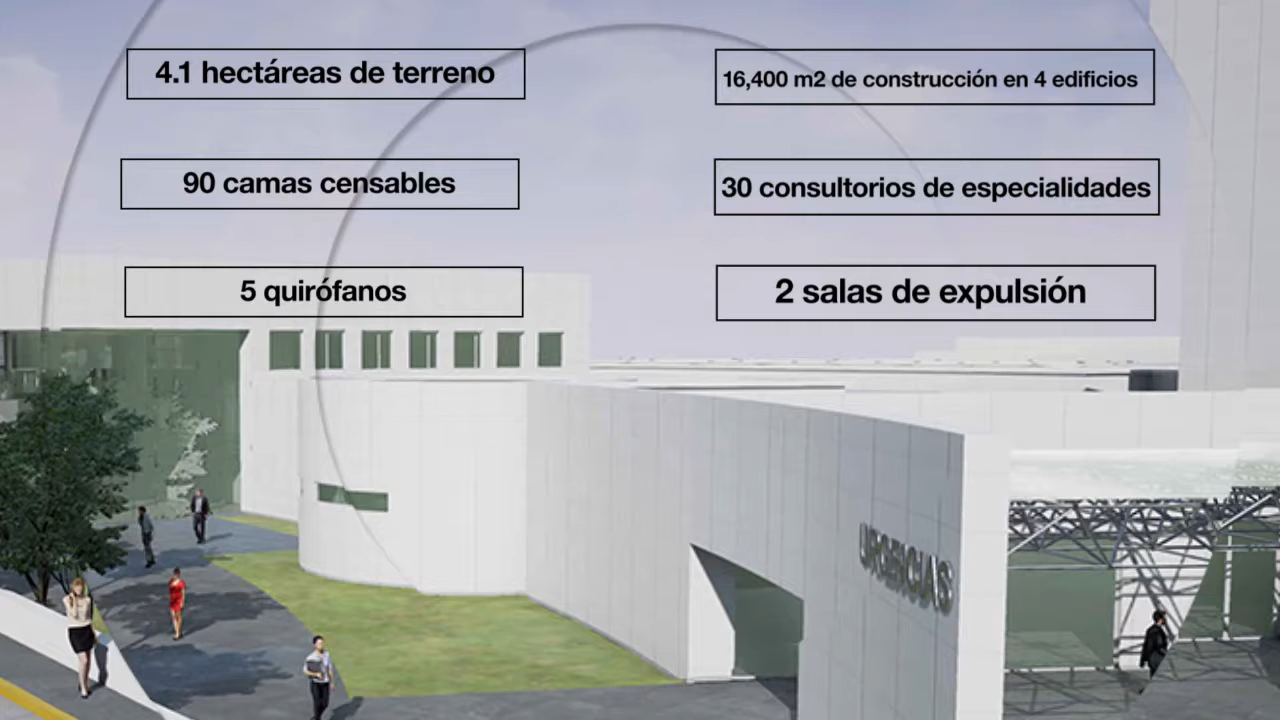 4.1 hectáreas de terreno
16,400 m2 de construcción en 4 edificios
90 camas censables
30 consultorios de especialidades
5 quirófanos
2 salas de expulsión
URGENCIAS